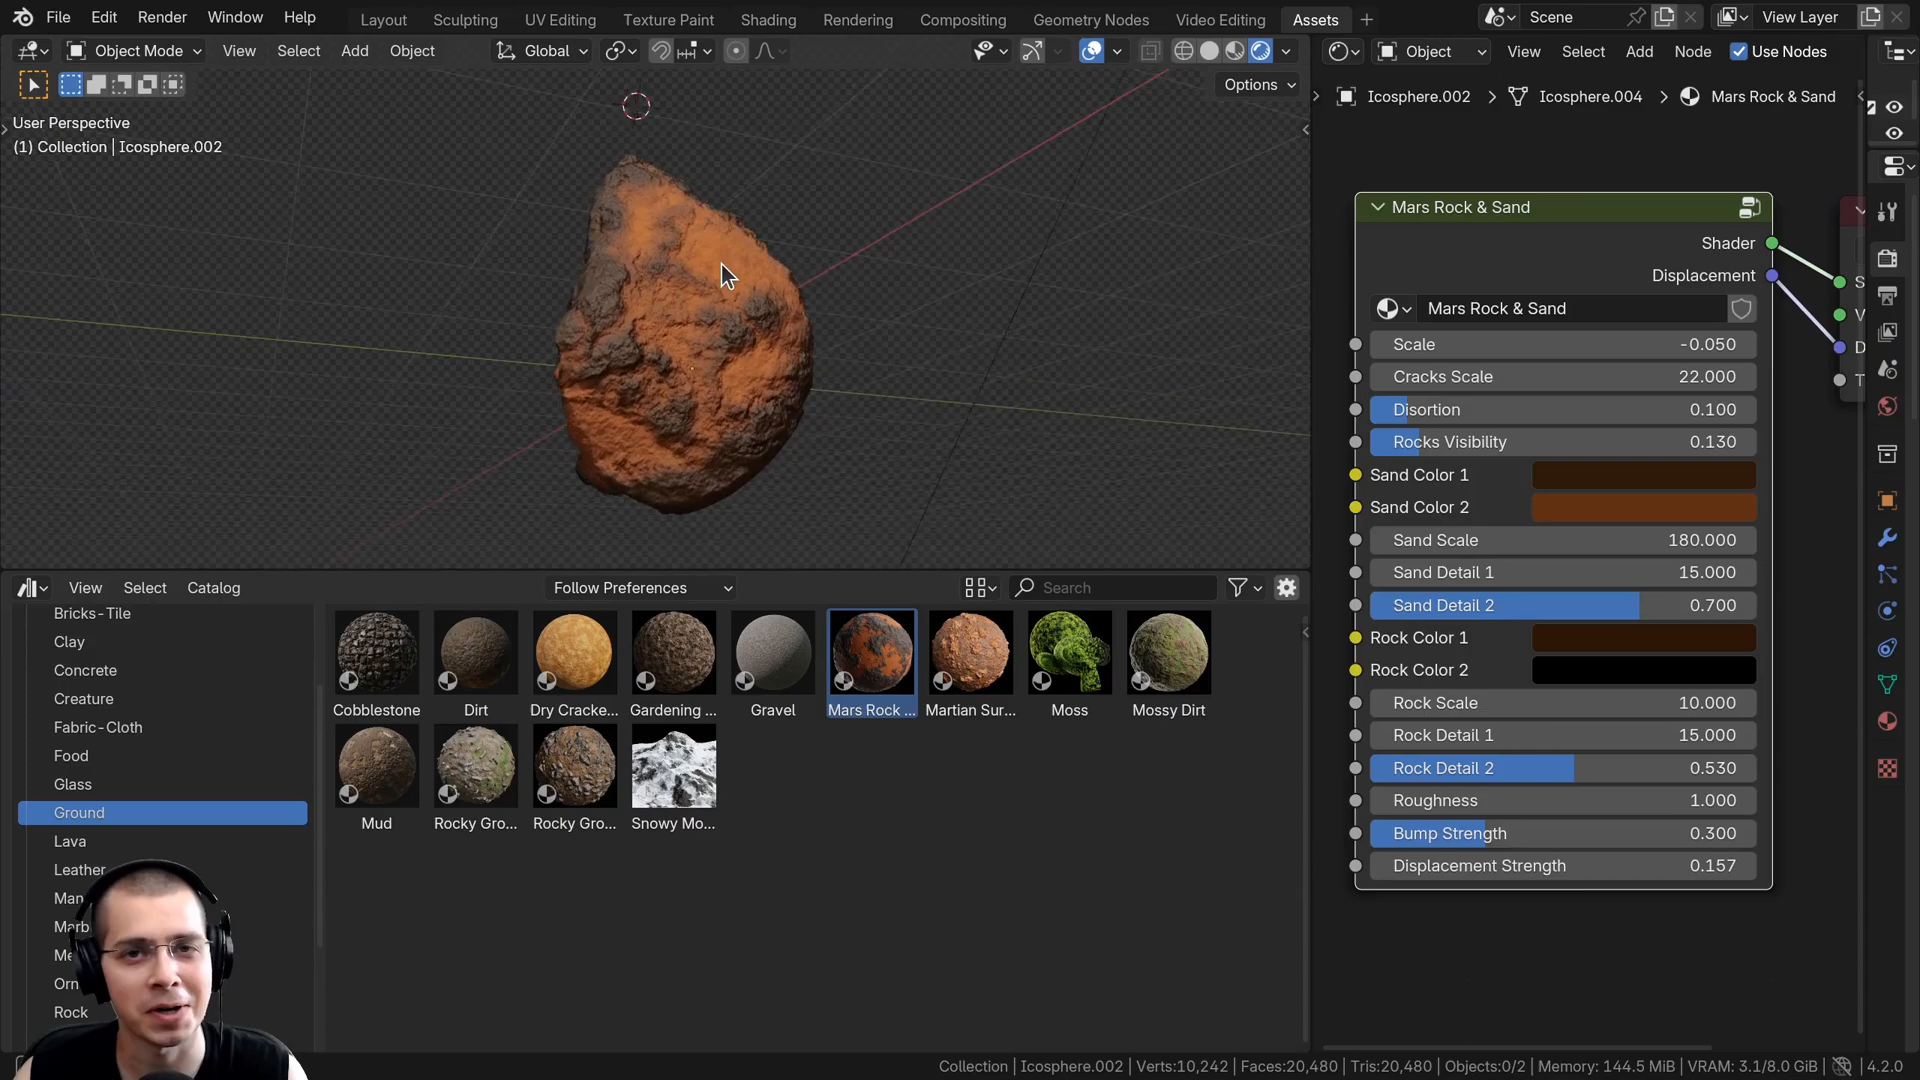 File Edit Render Window Help Layout Sculpting UV Editing Texture Paint Shading Rendering Compositing Geometry Nodes Video Editing Assets Scene View Layer
Object Mode View Select Add Object Global Object View Select Add Node Use Nodes
Options
Icosphere.002 Icosphere.004 Mars Rock & Sand
User Perspective
(1) Collection | Icosphere.002
Mars Rock & Sand
Shader
Displacement
S
Mars Rock & Sand
V
Scale -0.050
D
Cracks Scale 22.000
T
Disortion 0.100
Rocks Visibility 0.130
Sand Color 1
Sand Color 2
Sand Scale 180.000
Sand Detail 1 15.000
Sand Detail 2 0.700
Rock Color 1
Rock Color 2
Rock Scale 10.000
Rock Detail 1 15.000
Rock Detail 2 0.530
Roughness 1.000
Bump Strength 0.300
Displacement Strength 0.157
View Select Catalog Follow Preferences Search
Bricks-Tile
Clay
Concrete
Creature
Fabric-Cloth
Food
Glass
Ground
Lava
Leather
Man
Marb
Me
Orn
Rock
Cobblestone Dirt Dry Cracke... Gardening ... Gravel Mars Rock ... Martian Sur... Moss Mossy Dirt
Mud Rocky Gro... Rocky Gro... Snowy Mo...
Collection | Icosphere.002 | Verts:10,242 | Faces:20,480 | Tris:20,480 | Objects:0/2 | Memory: 144.5 MiB | VRAM: 3.1/8.0 GiB | 4.2.0